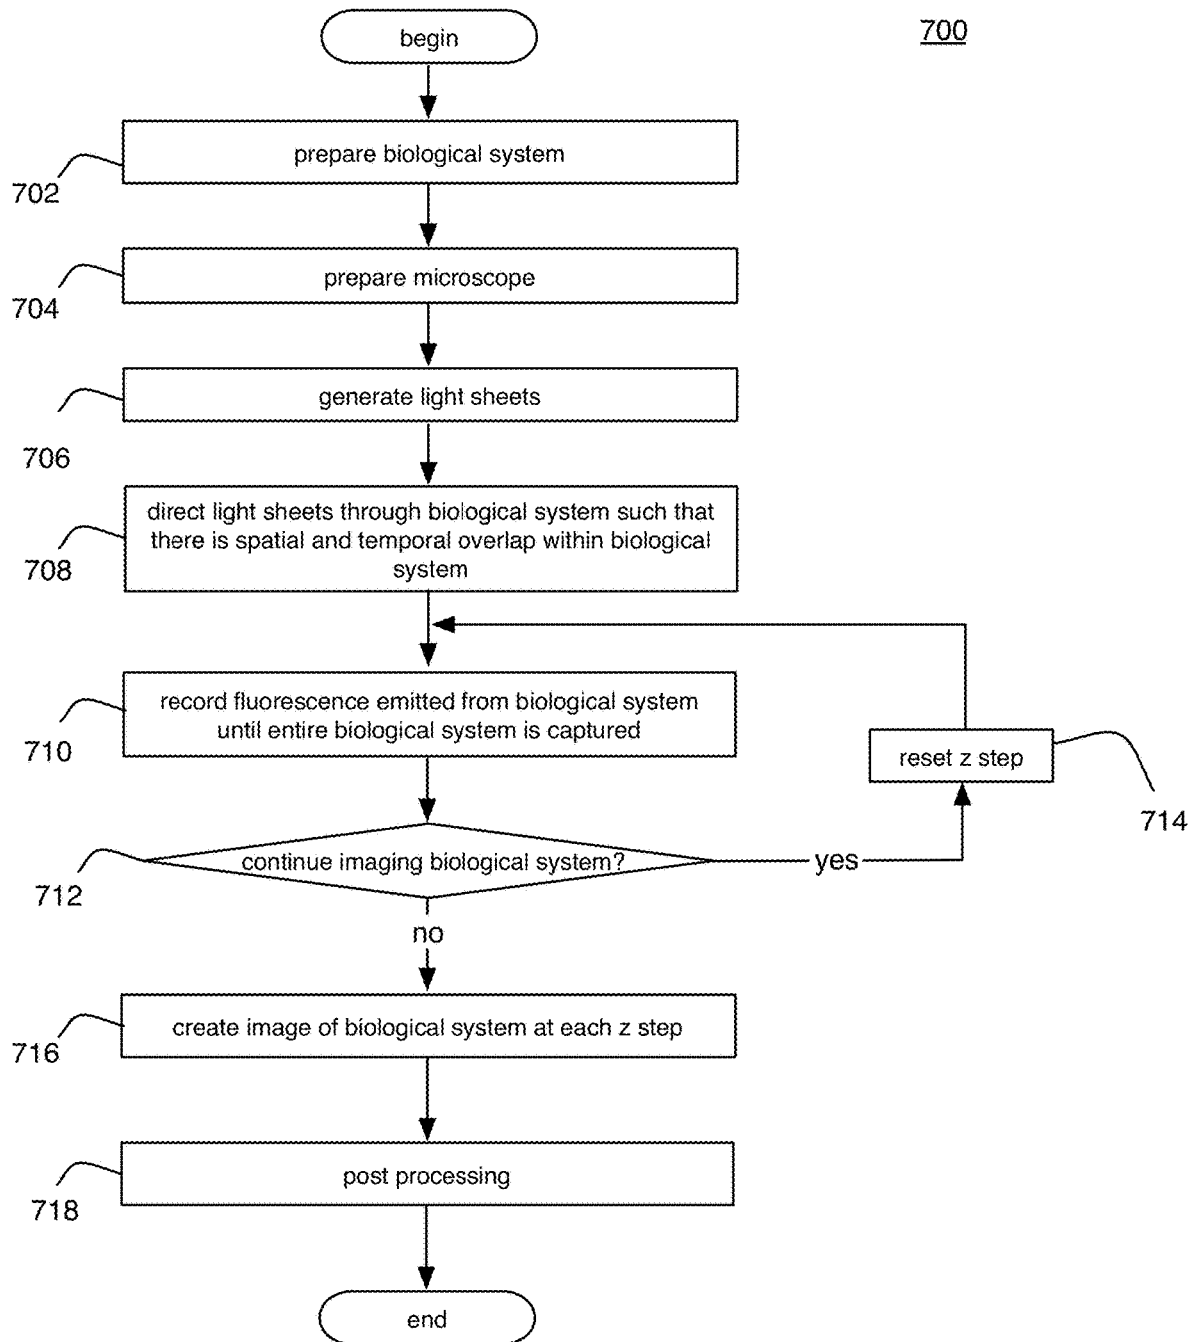 begin
700
prepare biological system
702
prepare microscope
704
generate light sheets
706
direct light sheets through biological system such that
there is spatial and temporal overlap within biological
system
708
record fluorescence emitted from biological system
until entire biological system is captured
710
reset z step
714
continue imaging biological system?
yes
712
no
create image of biological system at each z step
716
post processing
718
end